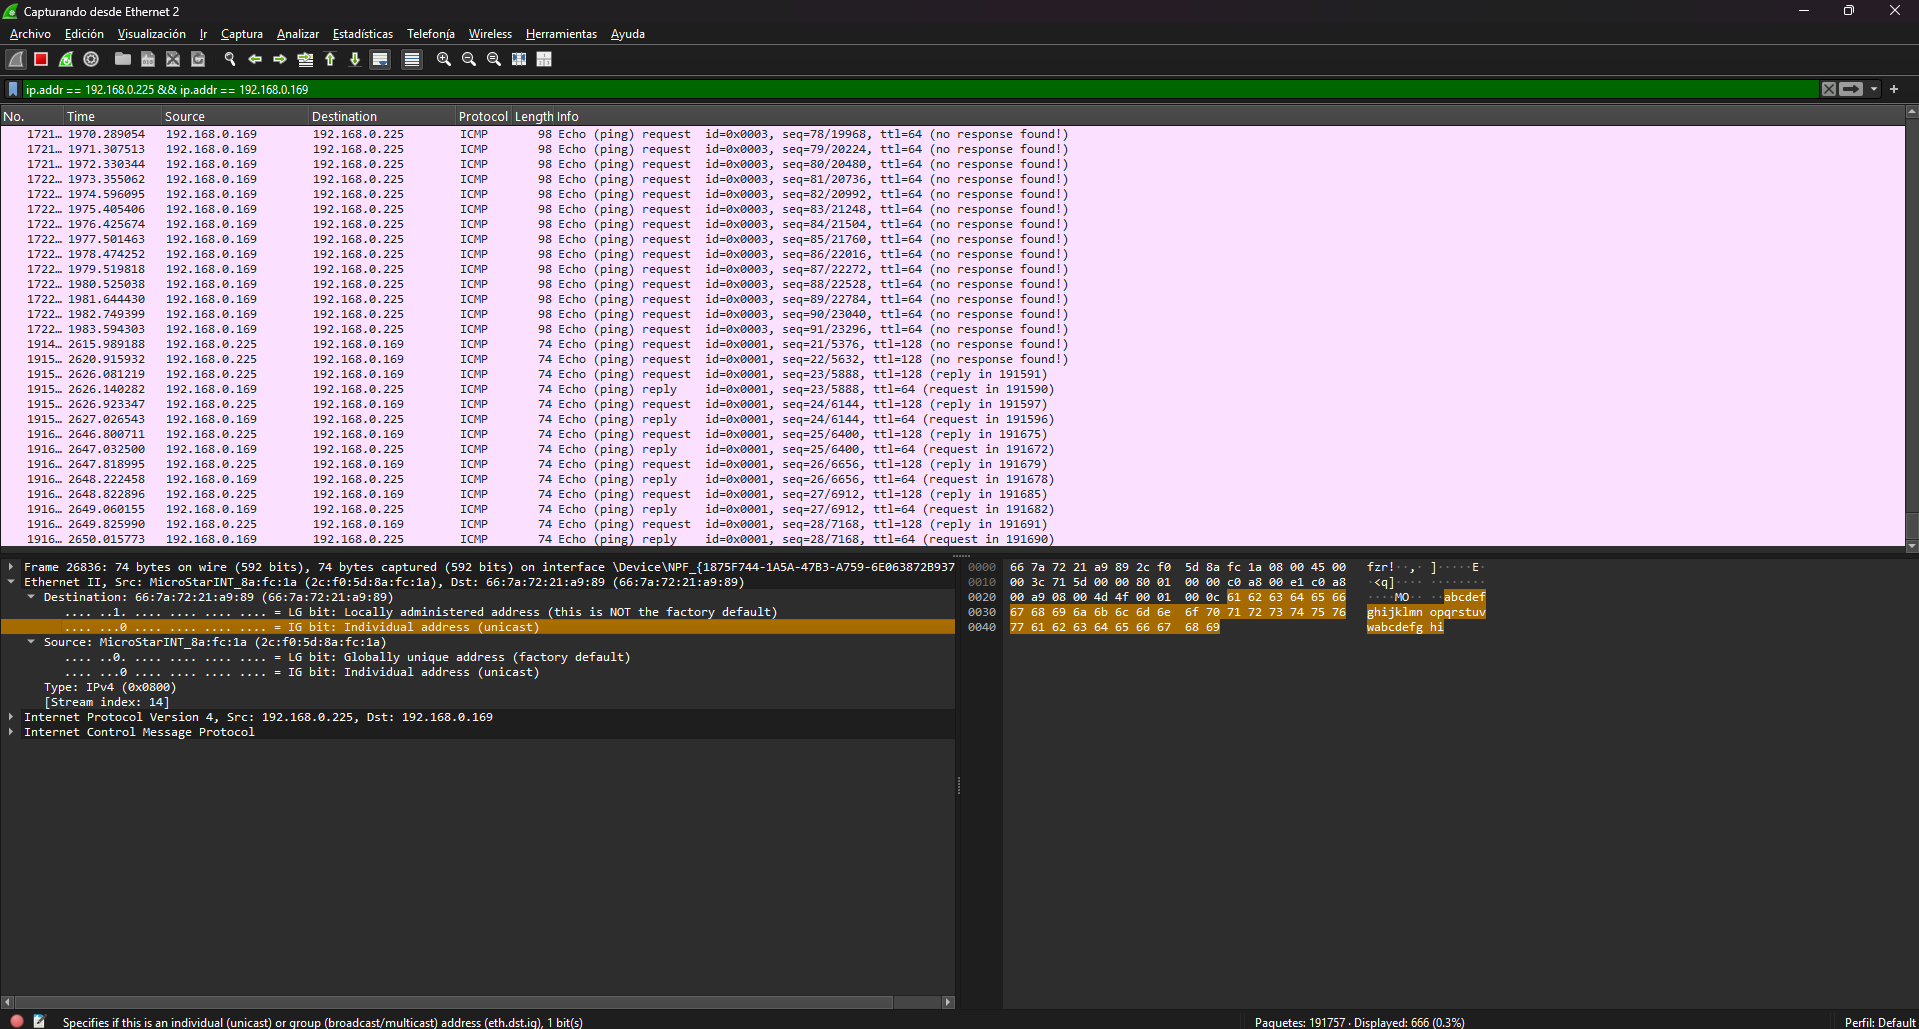 Capturando desde Ethernet 2
Archivo Edición Visualización Ir Captura Analizar Estadísticas Telefonía Wireless Herramientas Ayuda
ip.addr == 192.168.0.225 && ip.addr == 192.168.0.169
No. Time Source Destination Protocol Length Info
1721… 1970.289054 192.168.0.169 192.168.0.225 ICMP 98 Echo (ping) request id=0x0003, seq=78/19968, ttl=64 (no response found!)
1721… 1971.307513 192.168.0.169 192.168.0.225 ICMP 98 Echo (ping) request id=0x0003, seq=79/20224, ttl=64 (no response found!)
1721… 1972.330344 192.168.0.169 192.168.0.225 ICMP 98 Echo (ping) request id=0x0003, seq=80/20480, ttl=64 (no response found!)
1722… 1973.355062 192.168.0.169 192.168.0.225 ICMP 98 Echo (ping) request id=0x0003, seq=81/20736, ttl=64 (no response found!)
1722… 1974.596095 192.168.0.169 192.168.0.225 ICMP 98 Echo (ping) request id=0x0003, seq=82/20992, ttl=64 (no response found!)
1722… 1975.405406 192.168.0.169 192.168.0.225 ICMP 98 Echo (ping) request id=0x0003, seq=83/21248, ttl=64 (no response found!)
1722… 1976.425674 192.168.0.169 192.168.0.225 ICMP 98 Echo (ping) request id=0x0003, seq=84/21504, ttl=64 (no response found!)
1722… 1977.501463 192.168.0.169 192.168.0.225 ICMP 98 Echo (ping) request id=0x0003, seq=85/21760, ttl=64 (no response found!)
1722… 1978.474252 192.168.0.169 192.168.0.225 ICMP 98 Echo (ping) request id=0x0003, seq=86/22016, ttl=64 (no response found!)
1722… 1979.519818 192.168.0.169 192.168.0.225 ICMP 98 Echo (ping) request id=0x0003, seq=87/22272, ttl=64 (no response found!)
1722… 1980.525038 192.168.0.169 192.168.0.225 ICMP 98 Echo (ping) request id=0x0003, seq=88/22528, ttl=64 (no response found!)
1722… 1981.644430 192.168.0.169 192.168.0.225 ICMP 98 Echo (ping) request id=0x0003, seq=89/22784, ttl=64 (no response found!)
1722… 1982.749399 192.168.0.169 192.168.0.225 ICMP 98 Echo (ping) request id=0x0003, seq=90/23040, ttl=64 (no response found!)
1722… 1983.594303 192.168.0.169 192.168.0.225 ICMP 98 Echo (ping) request id=0x0003, seq=91/23296, ttl=64 (no response found!)
1914… 2615.989188 192.168.0.225 192.168.0.169 ICMP 74 Echo (ping) request id=0x0001, seq=21/5376, ttl=128 (no response found!)
1915… 2620.915932 192.168.0.225 192.168.0.169 ICMP 74 Echo (ping) request id=0x0001, seq=22/5632, ttl=128 (no response found!)
1915… 2626.081219 192.168.0.225 192.168.0.169 ICMP 74 Echo (ping) request id=0x0001, seq=23/5888, ttl=128 (reply in 191591)
1915… 2626.140282 192.168.0.169 192.168.0.225 ICMP 74 Echo (ping) reply id=0x0001, seq=23/5888, ttl=64 (request in 191590)
1915… 2626.923347 192.168.0.225 192.168.0.169 ICMP 74 Echo (ping) request id=0x0001, seq=24/6144, ttl=128 (reply in 191597)
1915… 2627.026543 192.168.0.169 192.168.0.225 ICMP 74 Echo (ping) reply id=0x0001, seq=24/6144, ttl=64 (request in 191596)
1916… 2646.800711 192.168.0.225 192.168.0.169 ICMP 74 Echo (ping) request id=0x0001, seq=25/6400, ttl=128 (reply in 191675)
1916… 2647.032500 192.168.0.169 192.168.0.225 ICMP 74 Echo (ping) reply id=0x0001, seq=25/6400, ttl=64 (request in 191672)
1916… 2647.818995 192.168.0.225 192.168.0.169 ICMP 74 Echo (ping) request id=0x0001, seq=26/6656, ttl=128 (reply in 191679)
1916… 2648.222458 192.168.0.169 192.168.0.225 ICMP 74 Echo (ping) reply id=0x0001, seq=26/6656, ttl=64 (request in 191678)
1916… 2648.822896 192.168.0.225 192.168.0.169 ICMP 74 Echo (ping) request id=0x0001, seq=27/6912, ttl=128 (reply in 191685)
1916… 2649.060155 192.168.0.169 192.168.0.225 ICMP 74 Echo (ping) reply id=0x0001, seq=27/6912, ttl=64 (request in 191682)
1916… 2649.825990 192.168.0.225 192.168.0.169 ICMP 74 Echo (ping) request id=0x0001, seq=28/7168, ttl=128 (reply in 191691)
1916… 2650.015773 192.168.0.169 192.168.0.225 ICMP 74 Echo (ping) reply id=0x0001, seq=28/7168, ttl=64 (request in 191690)
Frame 26836: 74 bytes on wire (592 bits), 74 bytes captured (592 bits) on interface \Device\NPF_{1875F744-1A5A-47B3-A759-6E063872B937
Ethernet II, Src: MicroStarINT_8a:fc:1a (2c:f0:5d:8a:fc:1a), Dst: 66:7a:72:21:a9:89 (66:7a:72:21:a9:89)
Destination: 66:7a:72:21:a9:89 (66:7a:72:21:a9:89)
.... ..1. .... .... .... .... = LG bit: Locally administered address (this is NOT the factory default)
.... ...0 .... .... .... .... = IG bit: Individual address (unicast)
Source: MicroStarINT_8a:fc:1a (2c:f0:5d:8a:fc:1a)
.... ..0. .... .... .... .... = LG bit: Globally unique address (factory default)
.... ...0 .... .... .... .... = IG bit: Individual address (unicast)
Type: IPv4 (0x0800)
[Stream index: 14]
Internet Protocol Version 4, Src: 192.168.0.225, Dst: 192.168.0.169
Internet Control Message Protocol
0000 66 7a 72 21 a9 89 2c f0 5d 8a fc 1a 08 00 45 00 fzr!··,· ]·····E·
0010 00 3c 71 5d 00 00 80 01 00 00 c0 a8 00 e1 c0 a8 ·<q]···· ········
0020 00 a9 08 00 4d 4f 00 01 00 0c 61 62 63 64 65 66 ····MO·· ··abcdef
0030 67 68 69 6a 6b 6c 6d 6e 6f 70 71 72 73 74 75 76 ghijklmn opqrstuv
0040 77 61 62 63 64 65 66 67 68 69 wabcdefg hi
Specifies if this is an individual (unicast) or group (broadcast/multicast) address (eth.dst.ig), 1 bit(s)
Paquetes: 191757 · Displayed: 666 (0.3%)
Perfil: Default